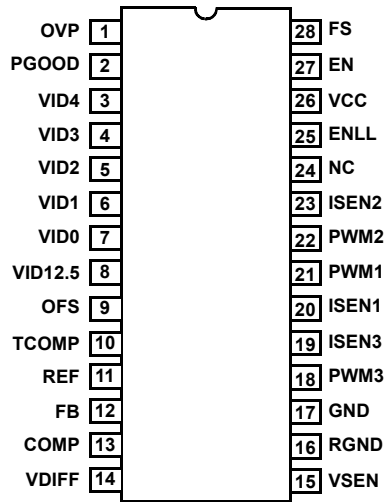 OVP 1 28 FS
PGOOD 2 27 EN
VID4 3 26 VCC
VID3 4 25 ENLL
VID2 5 24 NC
VID1 6 23 ISEN2
VID0 7 22 PWM2
VID12.5 8 21 PWM1
OFS 9 20 ISEN1
TCOMP 10 19 ISEN3
REF 11 18 PWM3
FB 12 17 GND
COMP 13 16 RGND
VDIFF 14 15 VSEN